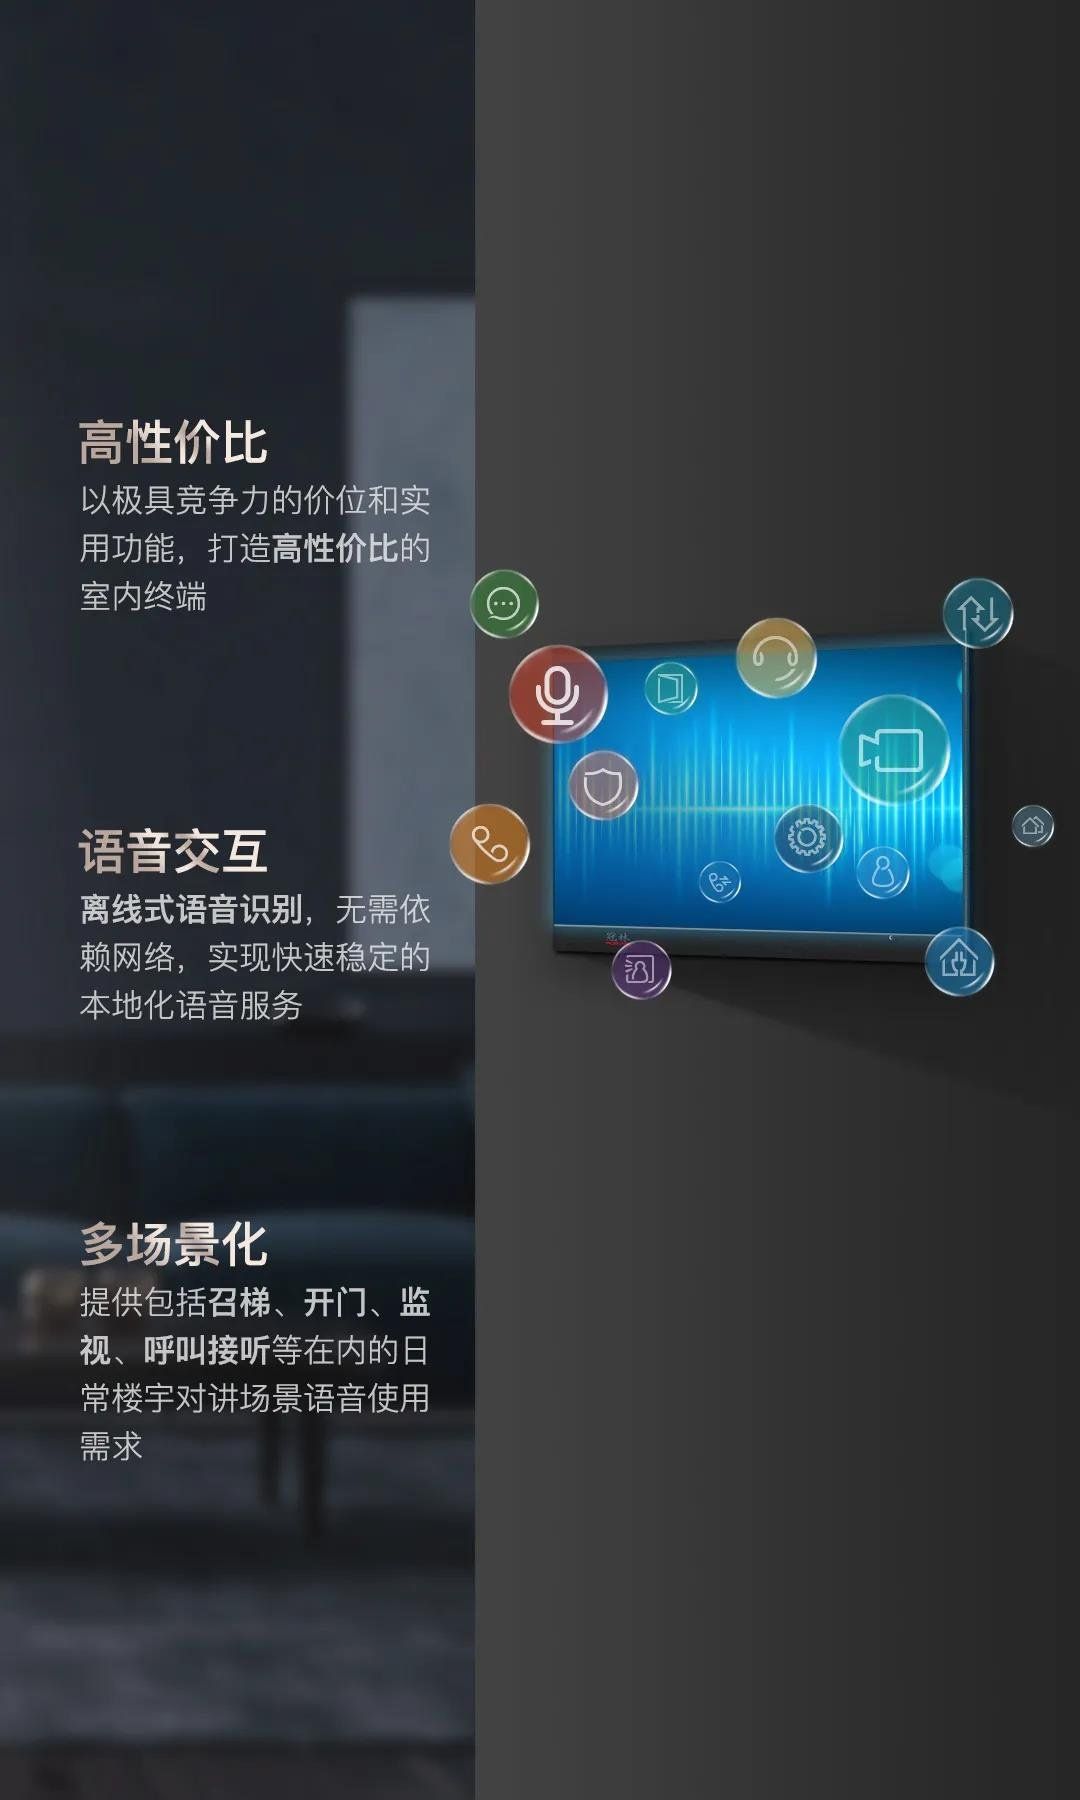 高性价比
以极具竞争力的价位和实
用功能，打造高性价比的
室内终端
语音交互
离线式语音识别，无需依
赖网络，实现快速稳定的
本地化语音服务
多场景化
提供包括召梯、开门、监
视、呼叫接听等在内的日
常楼宇对讲场景语音使用
需求
冠林